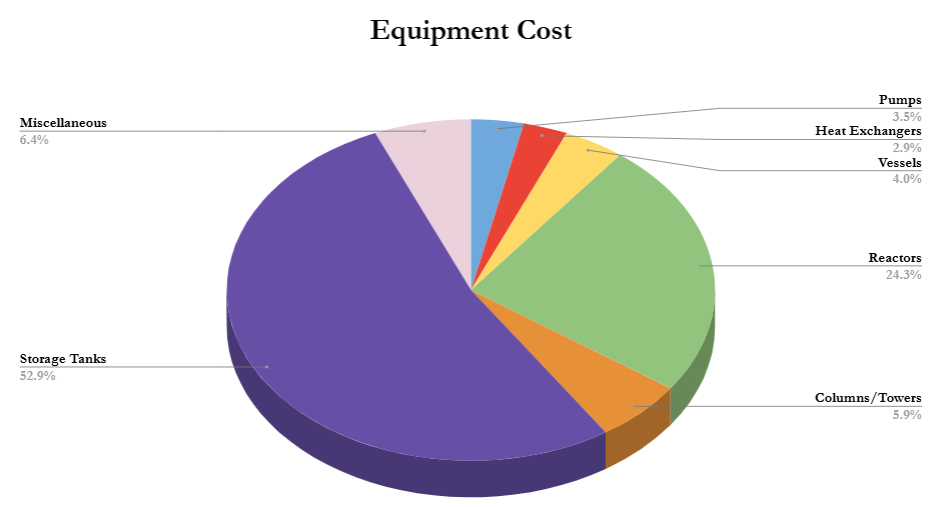 Equipment Cost
Pumps
3.5%
Miscellaneous
6.4%
Heat Exchangers
2.9%
Vessels
4.0%
Reactors
24.3%
Storage Tanks
52.9%
Columns/Towers
5.9%